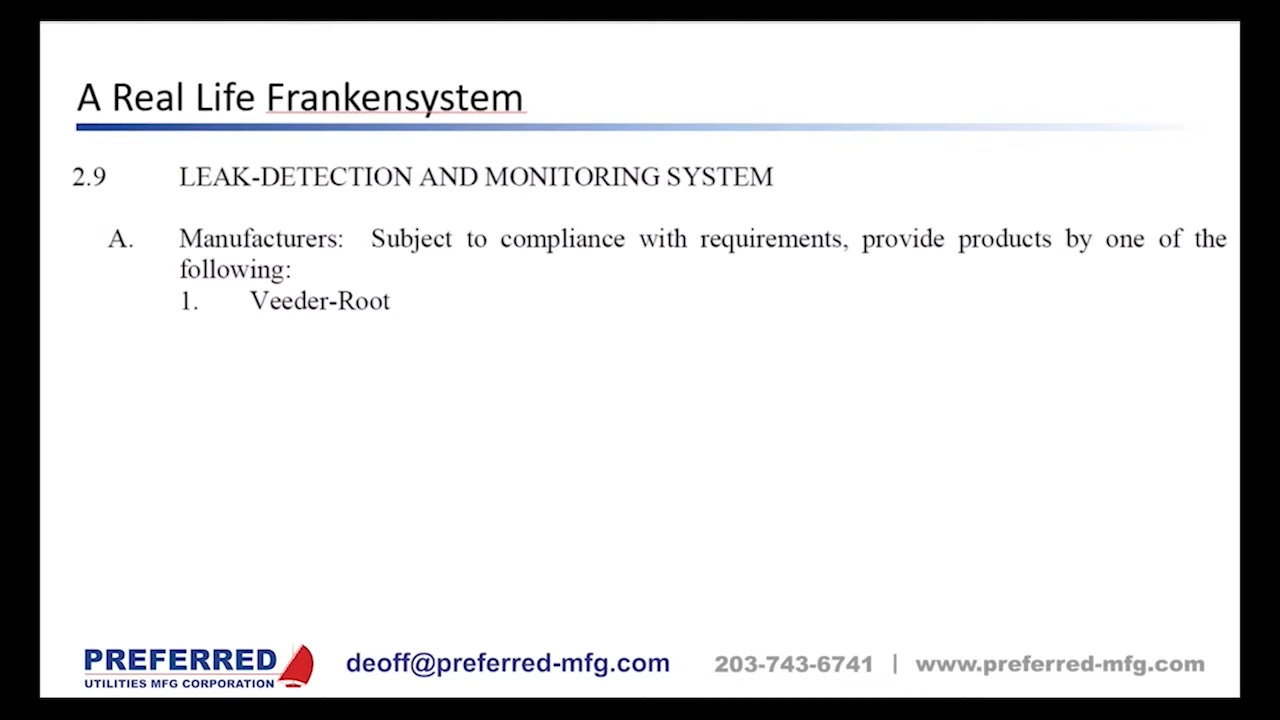 A Real Life Frankensystem
2.9 LEAK-DETECTION AND MONITORING SYSTEM
A. Manufacturers: Subject to compliance with requirements, provide products by one of the
following:
1. Veeder-Root
PREFERRED
UTILITIES MFG CORPORATION
deoff@preferred-mfg.com
203-743-6741 | www.preferred-mfg.com